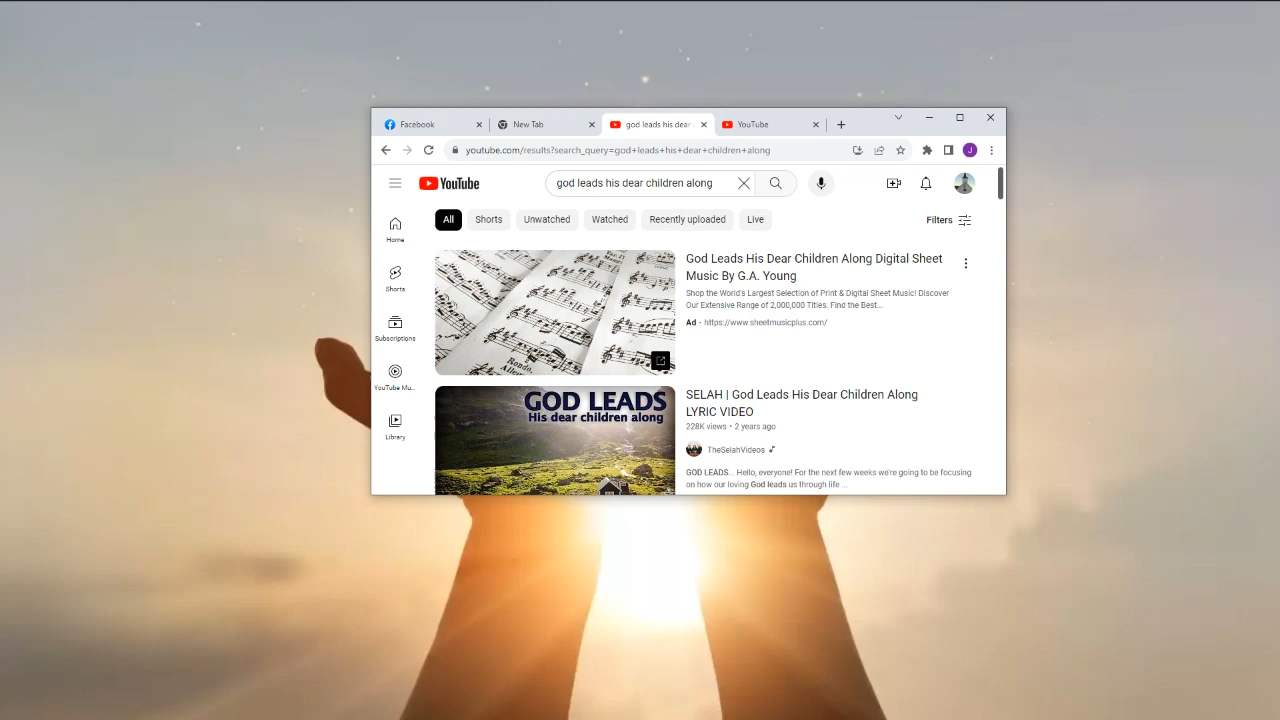 Facebook
New Tab
god leads his dear
YouTube
youtube.com/results?search_query=god+leads+his+dear+children+along
J
YouTube
god leads his dear children along
All
Shorts
Unwatched
Watched
Recently uploaded
Live
Filters
Home
Shorts
Subscriptions
YouTube Mu...
Library
God Leads His Dear Children Along Digital Sheet
Music By G.A. Young
Shop the World's Largest Selection of Print & Digital Sheet Music! Discover
Our Extensive Range of 2,000,000 Titles. Find the Best...
Ad · https://www.sheetmusicplus.com/
GOD LEADS
His dear children along
SELAH | God Leads His Dear Children Along
LYRIC VIDEO
228K views • 2 years ago
TheSelahVideos
GOD LEADS... Hello, everyone! For the next few weeks we're going to be focusing
on how our loving God leads us through life ...